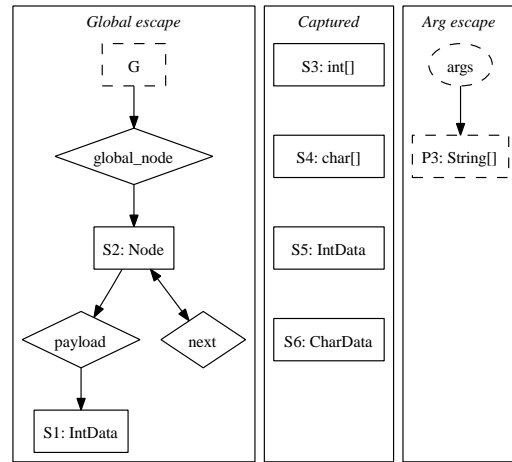 Global escape
G
global_node
S2: Node
payload
next
S1: IntData
Captured
S3: int[]
S4: char[]
S5: IntData
S6: CharData
Arg escape
args
P3: String[]